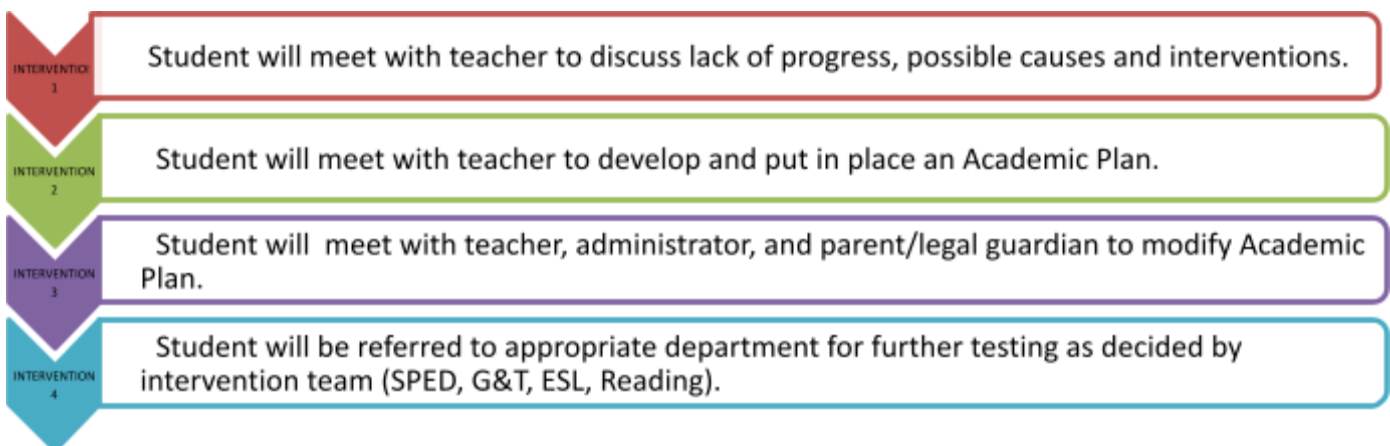 INTERVENTIO
1
Student will meet with teacher to discuss lack of progress, possible causes and interventions.
INTERVENTION
2
Student will meet with teacher to develop and put in place an Academic Plan.
INTERVENTION
3
Student will  meet with teacher, administrator, and parent/legal guardian to modify Academic
Plan.
INTERVENTION
4
Student will be referred to appropriate department for further testing as decided by
intervention team (SPED, G&T, ESL, Reading).